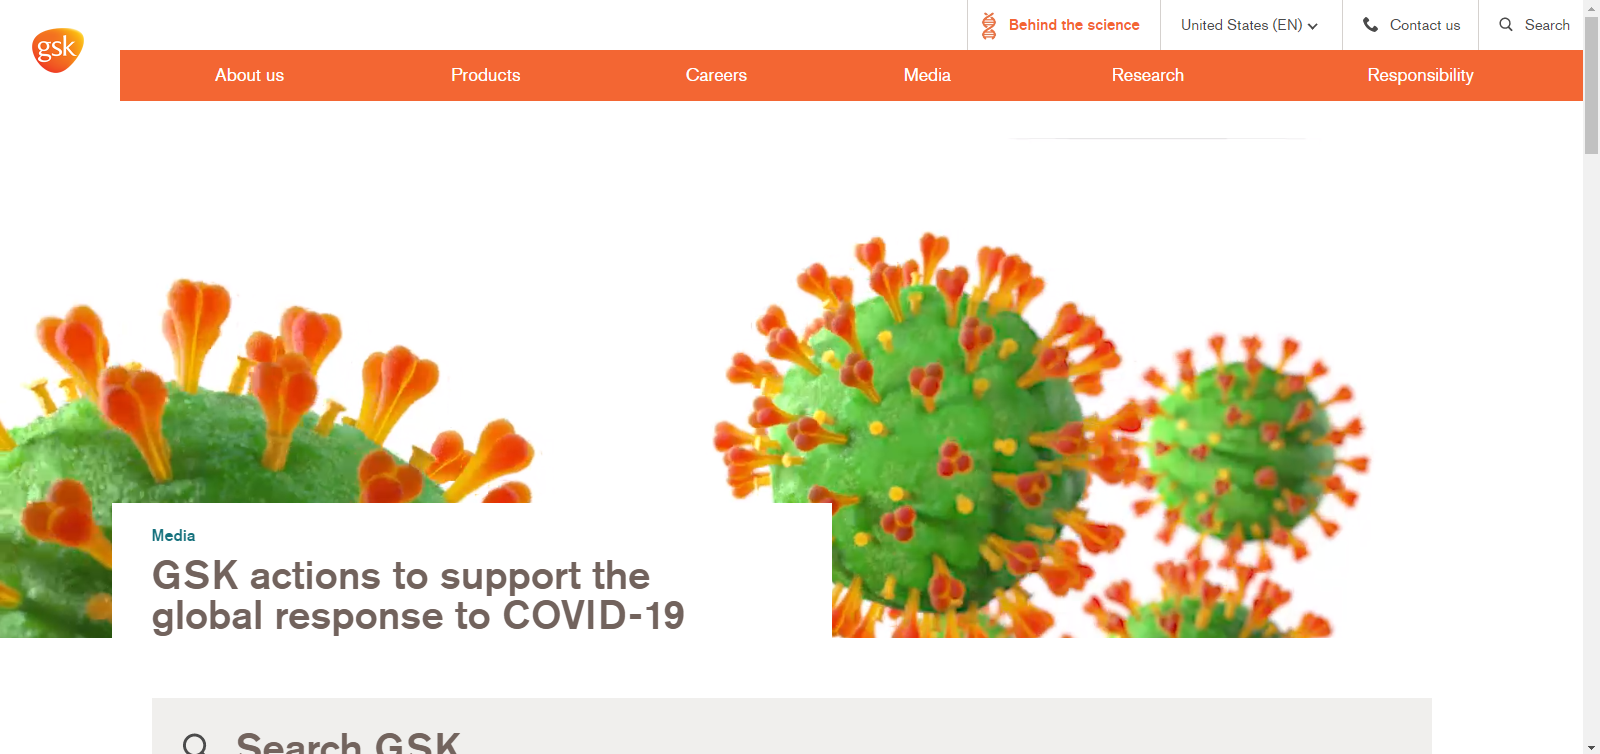 gsk
Behind the science
United States (EN)
Contact us
Search
About us
Products
Careers
Media
Research
Responsibility
Media
GSK actions to support the
global response to COVID-19
Search GSK